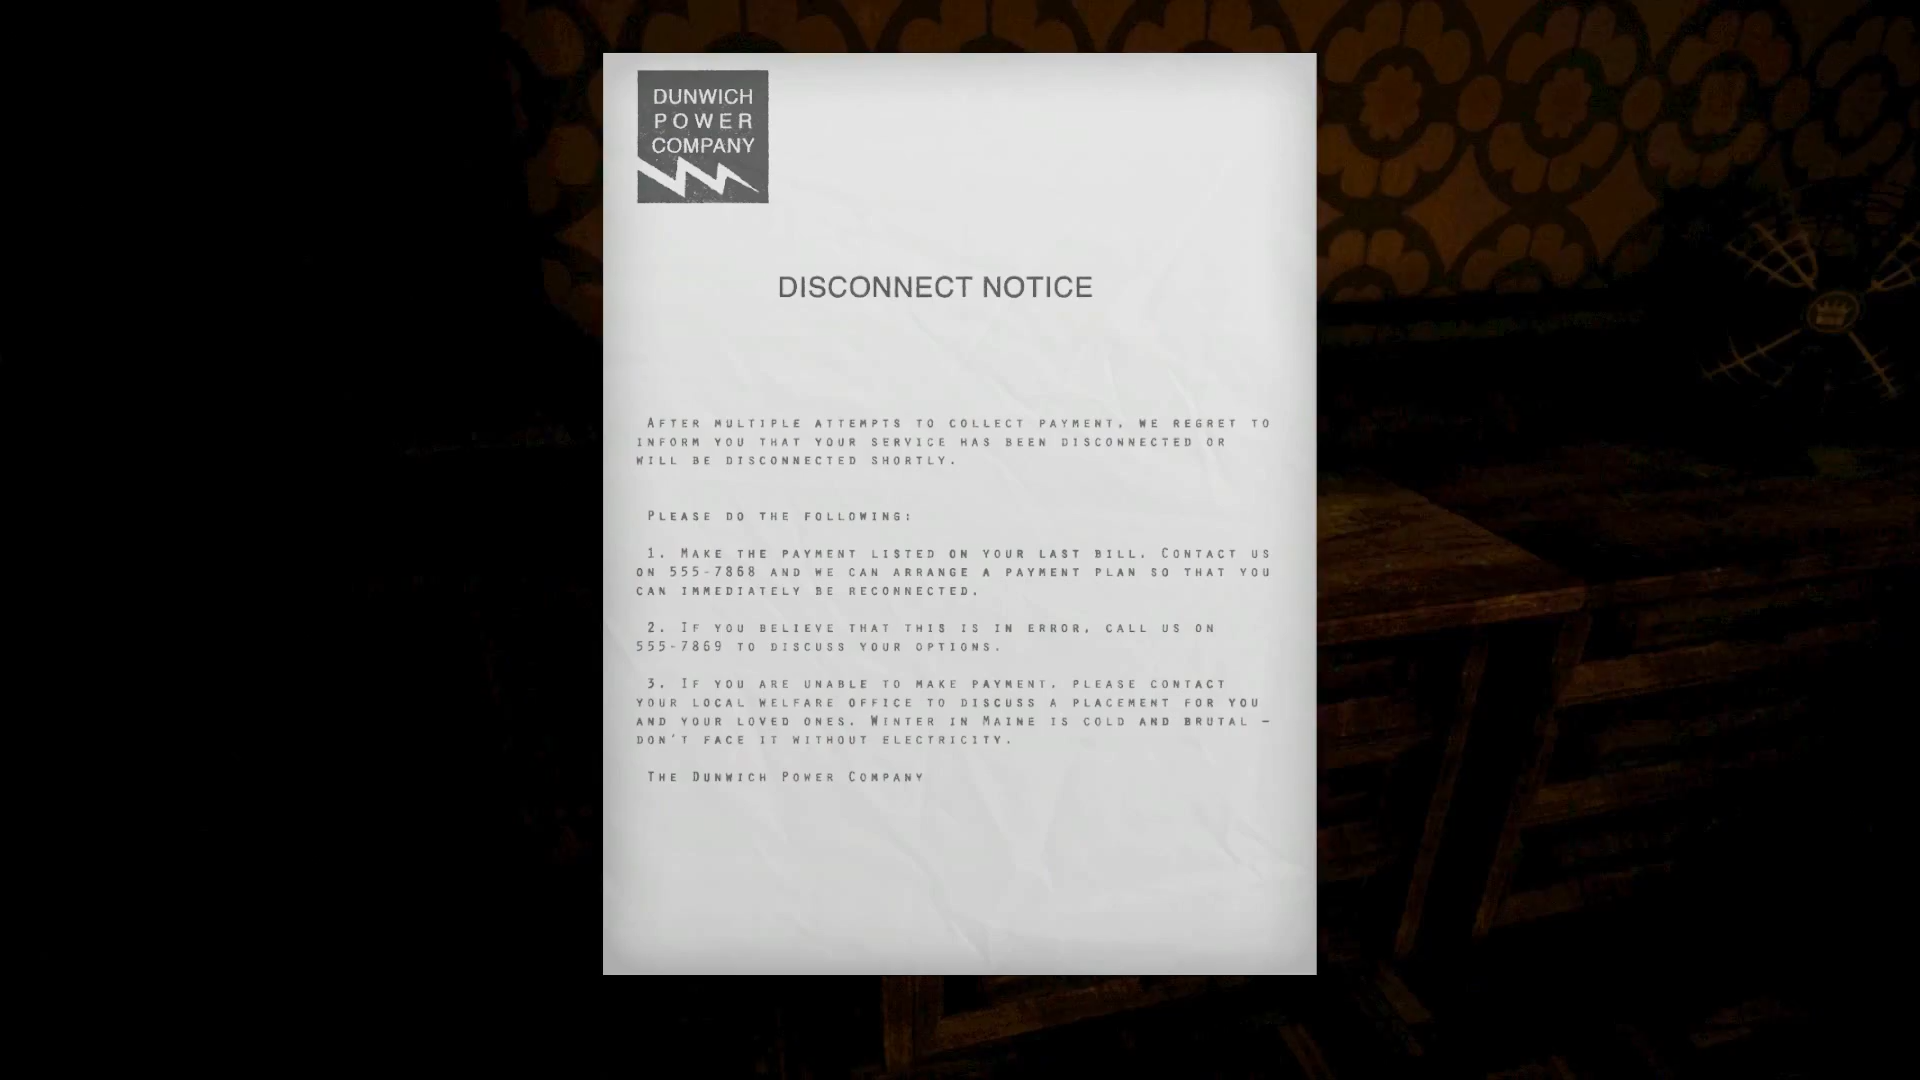 DUNWICH
POWER
COMPANY
DISCONNECT NOTICE
After multiple attempts to collect payment, we regret to
inform you that your service has been disconnected or
will be disconnected shortly.
Please do the following:
1. Make the payment listed on your last bill. Contact us
on 555-7868 and we can arrange a payment plan so that you
can immediately be reconnected.
2. If you believe that this is in error, call us on
555-7869 to discuss your options.
3. If you are unable to make payment, please contact
your local welfare office to discuss a placement for you
and your loved ones. Winter in Maine is cold and brutal –
don't face it without electricity.
The Dunwich Power Company